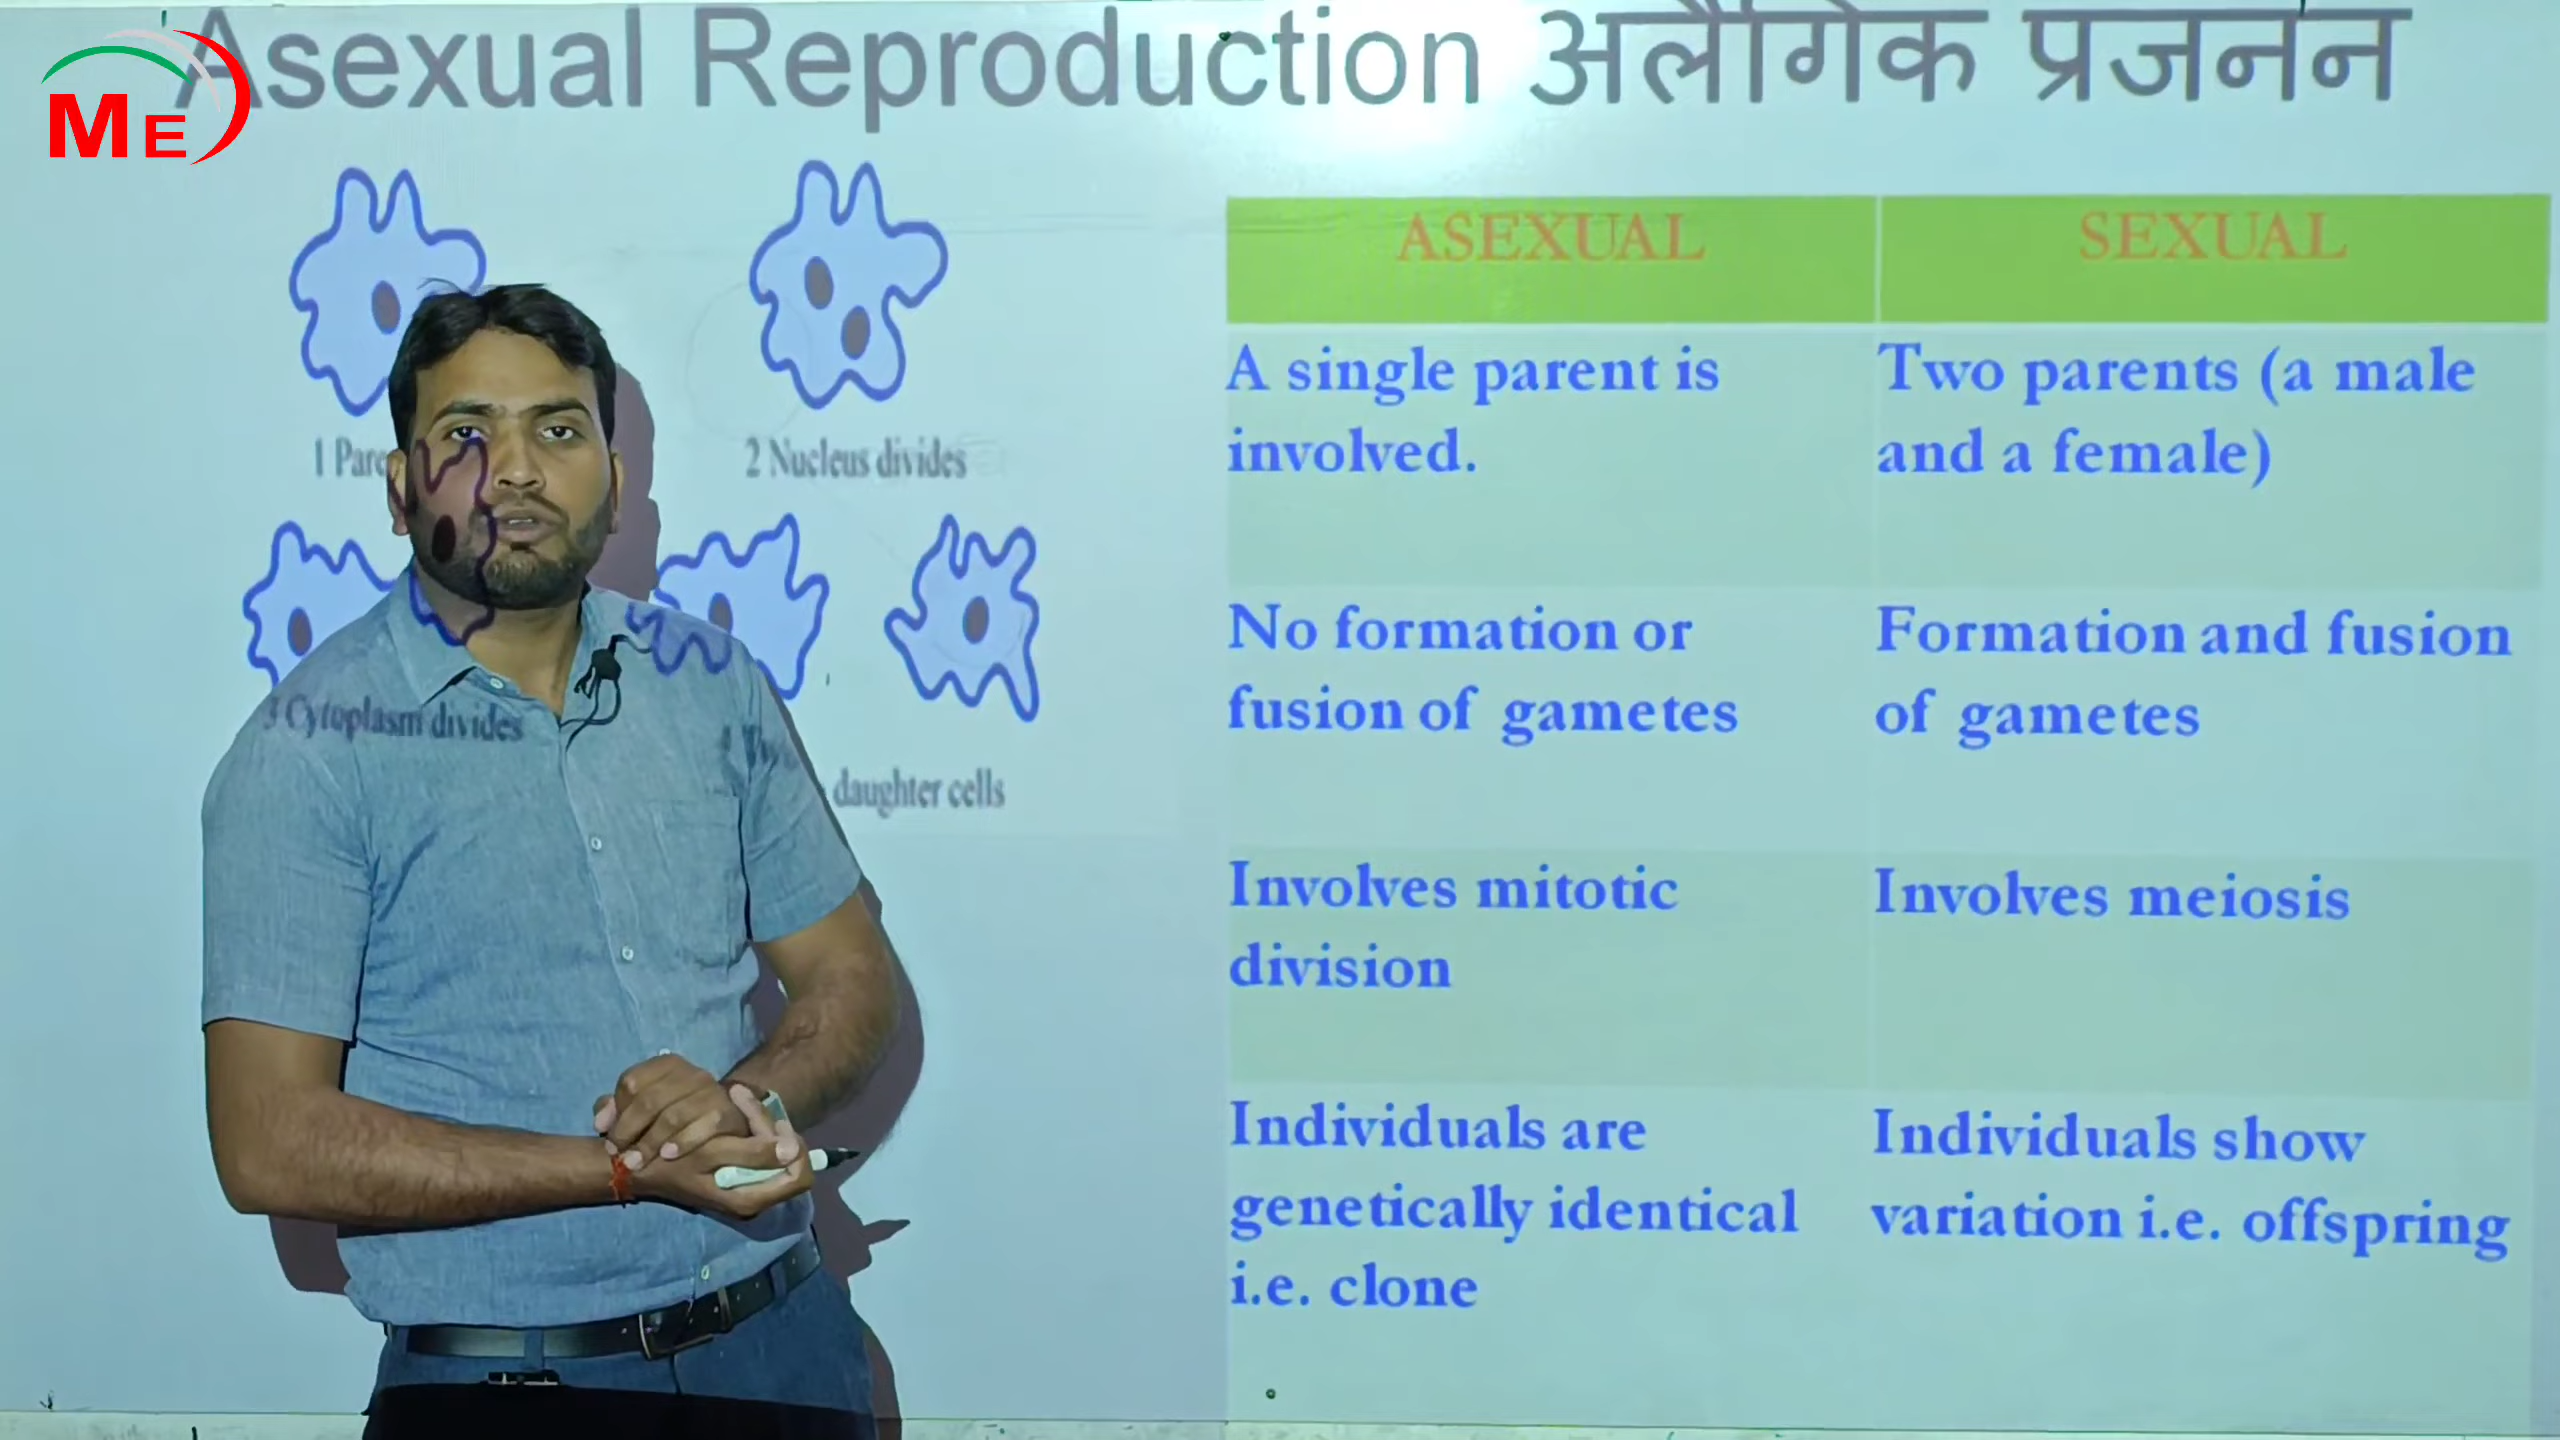 ME
Asexual Reproduction अलैंगिक प्रजनन
2 Nucleus divides
3 Cytoplasm divides
daughter cells
ASEXUAL SEXUAL
A single parent is
involved.
Two parents (a male
and a female)
No formation or
fusion of gametes
Formation and fusion
of gametes
Involves mitotic
division
Involves meiosis
Individuals are
genetically identical
i.e. clone
Individuals show
variation i.e. offspring